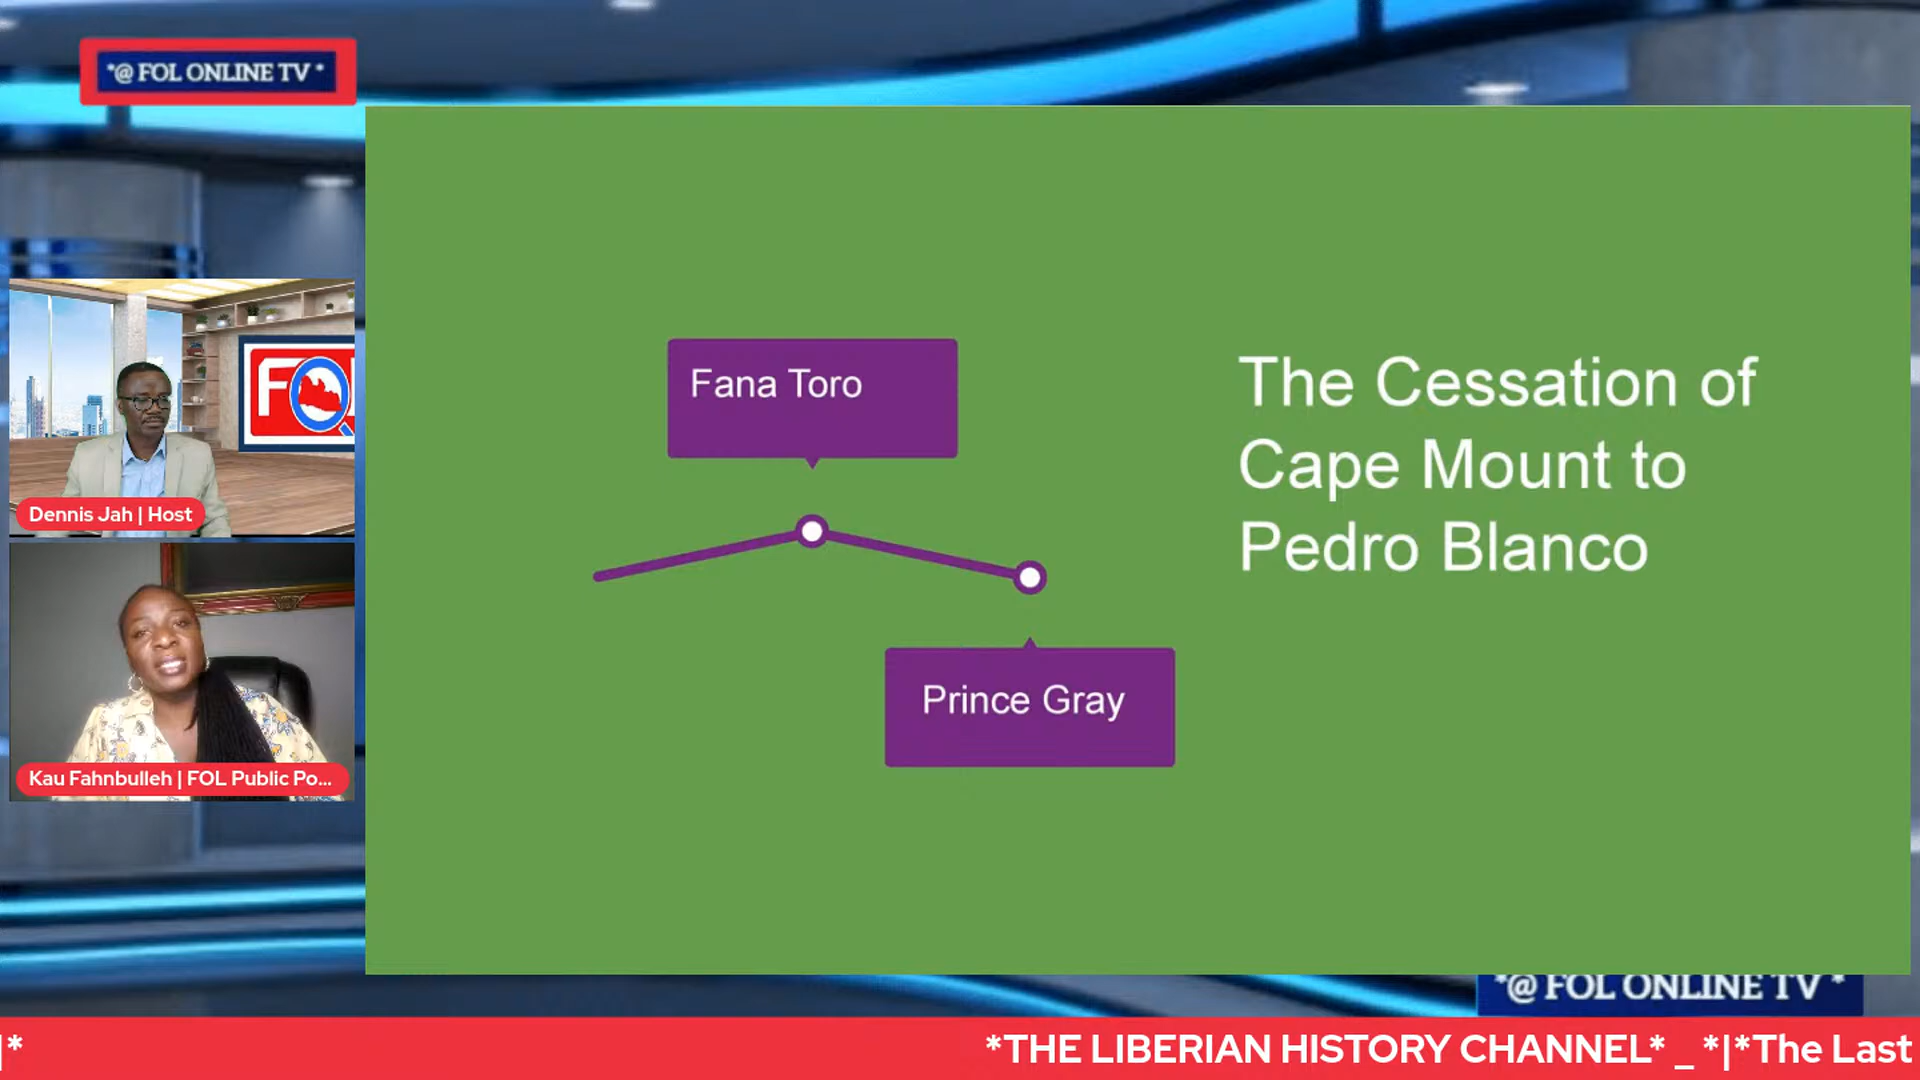 *@ FOL ONLINE TV *
Fana Toro
The Cessation of
Cape Mount to
Pedro Blanco
Prince Gray
FOL
Dennis Jah | Host
Kau Fahnbulleh | FOL Public Po...
*@ FOL ONLINE TV *
|* *THE LIBERIAN HISTORY CHANNEL* _ *|*The Last